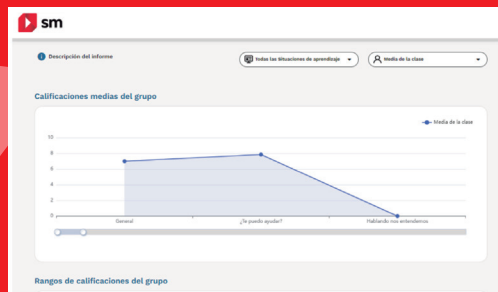 sm
Descripción del informe
Todas las Situaciones de aprendizaje
Media de la clase
Calificaciones medias del grupo
Media de la clase
10
8
6
4
2
0
General
¿Te puedo ayudar?
Hablando nos entendemos
Rangos de calificaciones del grupo